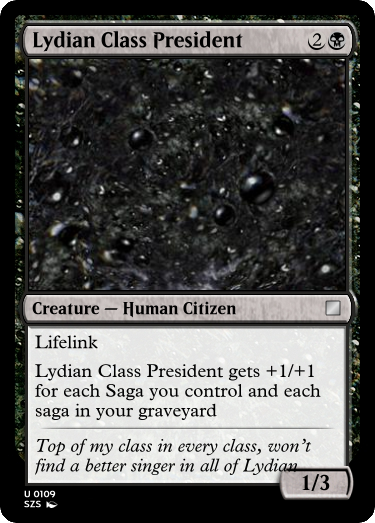 Lydian Class President 2
Creature — Human Citizen
Lifelink
Lydian Class President gets +1/+1
for each Saga you control and each
saga in your graveyard
Top of my class in every class, won't
find a better singer in all of Lydian
1/3
U 0109
SZS